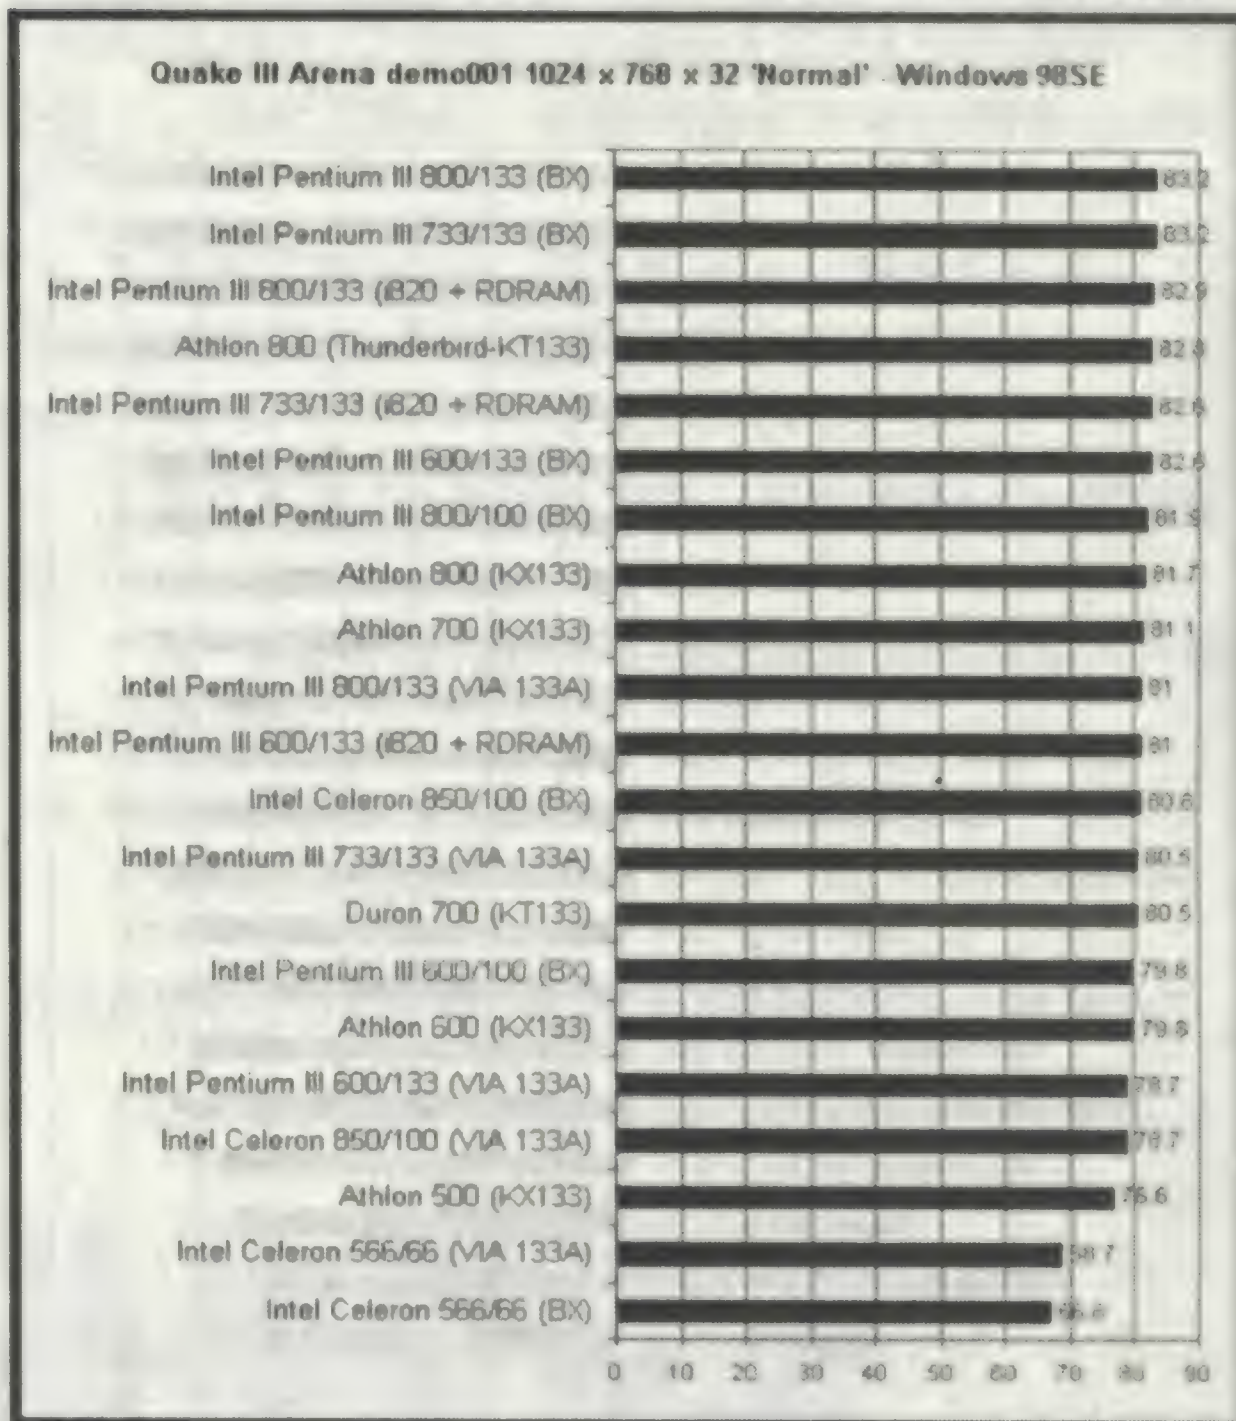 Quake III Arena demo001 1024 x 768 x 32 'Normal' - Windows 98SE
Intel Pentium III 800/133 (BX) 83.2
Intel Pentium III 733/133 (BX) 83.2
Intel Pentium III 800/133 (i820 + RDRAM) 82.9
Athlon 800 (Thunderbird-KT133) 82.8
Intel Pentium III 733/133 (i820 + RDRAM)
Intel Pentium III 600/133 (BX)
Intel Pentium III 800/100 (BX) 81.9
Athlon 800 (KX133) 81.7
Athlon 700 (KX133) 81.1
Intel Pentium III 800/133 (VIA 133A) 81
Intel Pentium III 600/133 (i820 + RDRAM) 81
Intel Celeron 850/100 (BX)
Intel Pentium III 733/133 (VIA 133A) 80.5
Duron 700 (KT133) 80.5
Intel Pentium III 600/100 (BX) 79.8
Athlon 600 (KX133)
Intel Pentium III 600/133 (VIA 133A) 78.7
Intel Celeron 850/100 (VIA 133A) 78.7
Athlon 500 (KX133) 76.6
Intel Celeron 566/66 (VIA 133A) 68.7
Intel Celeron 566/66 (BX)
0 10 20 30 40 50 60 70 80 90